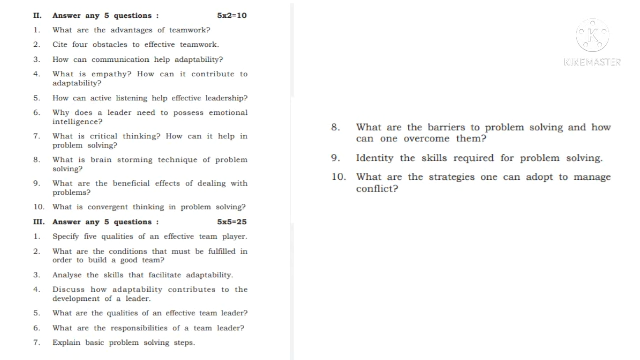 II. Answer any 5 questions : 5x2=10
1. What are the advantages of teamwork?
2. Cite four obstacles to effective teamwork.
3. How can communication help adaptability?
4. What is empathy? How can it contribute to
adaptability?
5. How can active listening help effective leadership?
6. Why does a leader need to possess emotional
intelligence?
7. What is critical thinking? How can it help in
problem solving?
8. What is brain storming technique of problem
solving?
9. What are the beneficial effects of dealing with
problems?
10. What is convergent thinking in problem solving?
III. Answer any 5 questions : 5x5=25
1. Specify five qualities of an effective team player.
2. What are the conditions that must be fulfilled in
order to build a good team?
3. Analyse the skills that facilitate adaptability.
4. Discuss how adaptability contributes to the
development of a leader.
5. What are the qualities of an effective team leader?
6. What are the responsibilities of a team leader?
7. Explain basic problem solving steps.
K
KINEMASTER
8. What are the barriers to problem solving and how
can one overcome them?
9. Identity the skills required for problem solving.
10. What are the strategies one can adopt to manage
conflict?